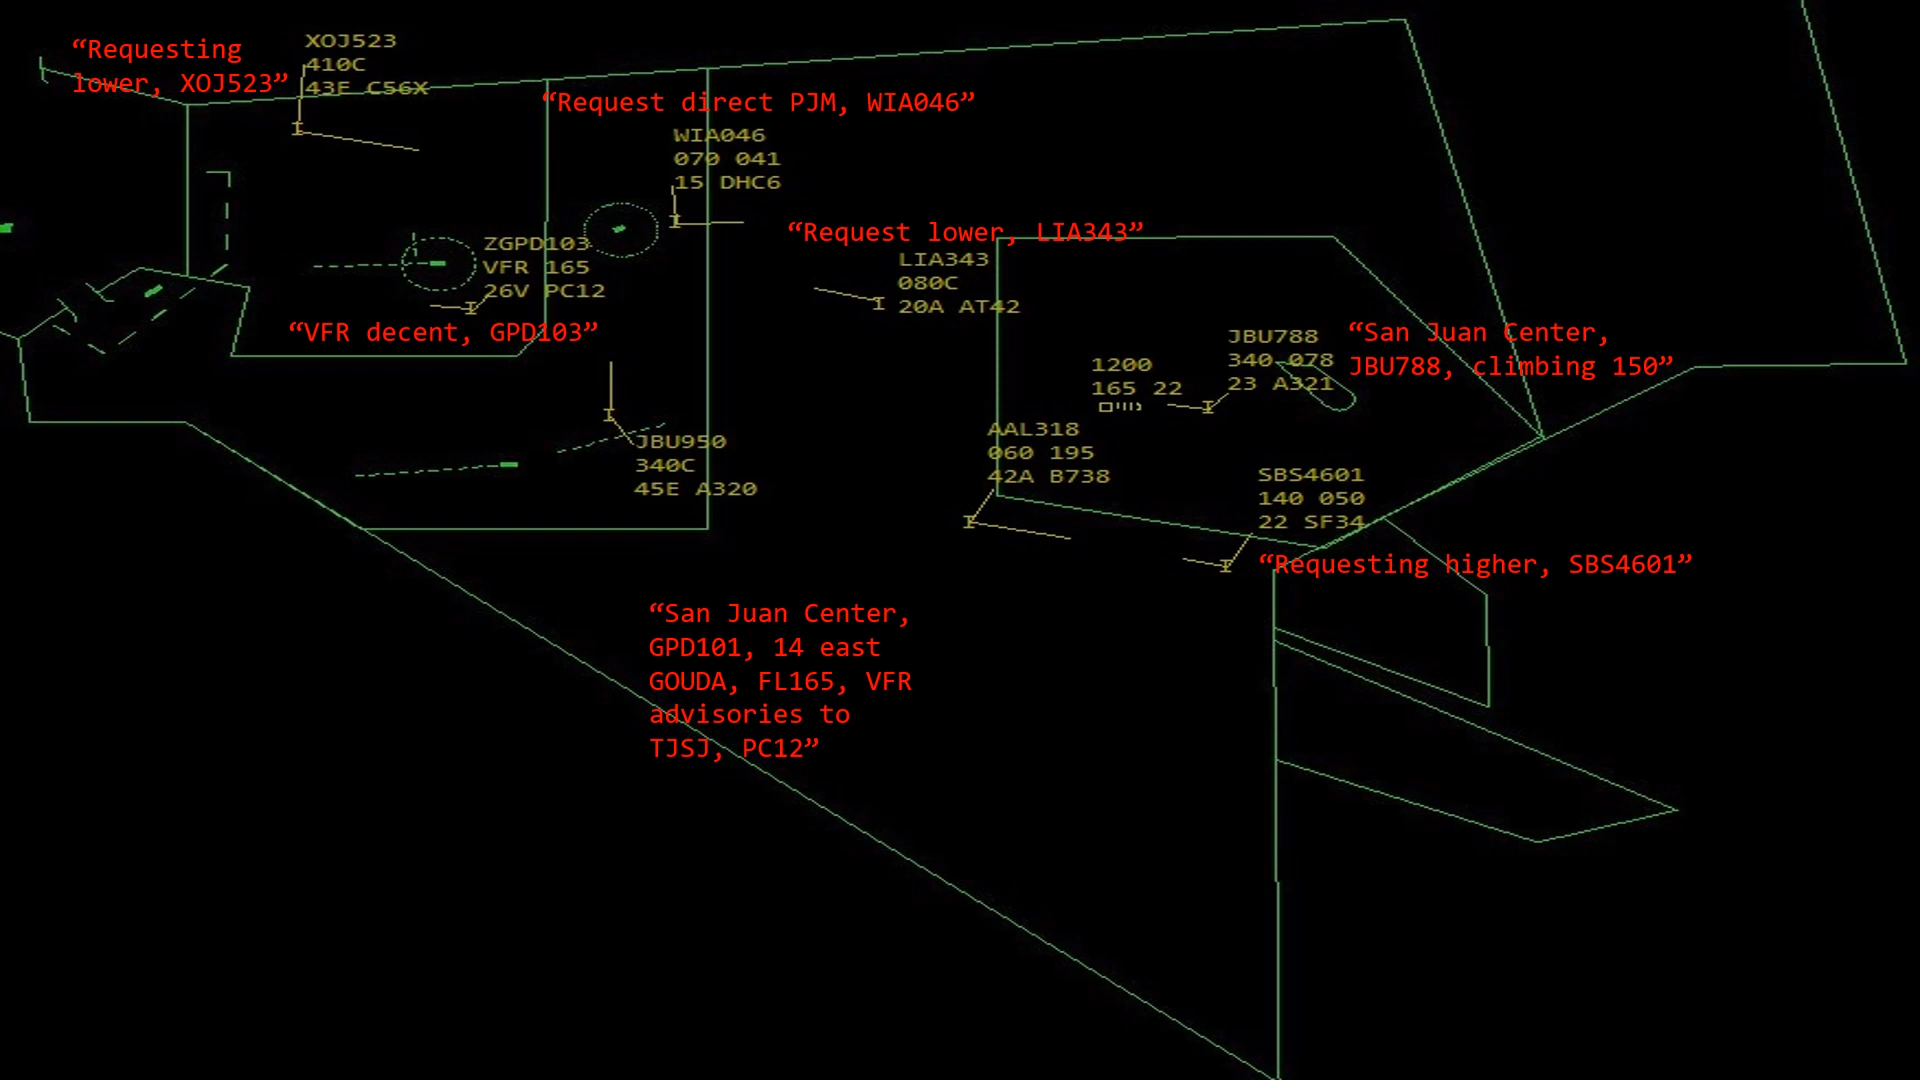 “Requesting
lower, XOJ523”
XOJ523
410C
43E C56X
“Request direct PJM, WIA046”
WIA046
070 041
15 DHC6
“Request lower, LIA343”
LIA343
080C
20A AT42
ZGPD103
VFR 165
26V PC12
“VFR decent, GPD103”
JBU788
340 078
23 A321
“San Juan Center,
JBU788, climbing 150”
1200
165 22
JBU950
340C
45E A320
AAL318
060 195
42A B738
SBS4601
140 050
22 SF34
“Requesting higher, SBS4601”
“San Juan Center,
GPD101, 14 east
GOUDA, FL165, VFR
advisories to
TJSJ, PC12”